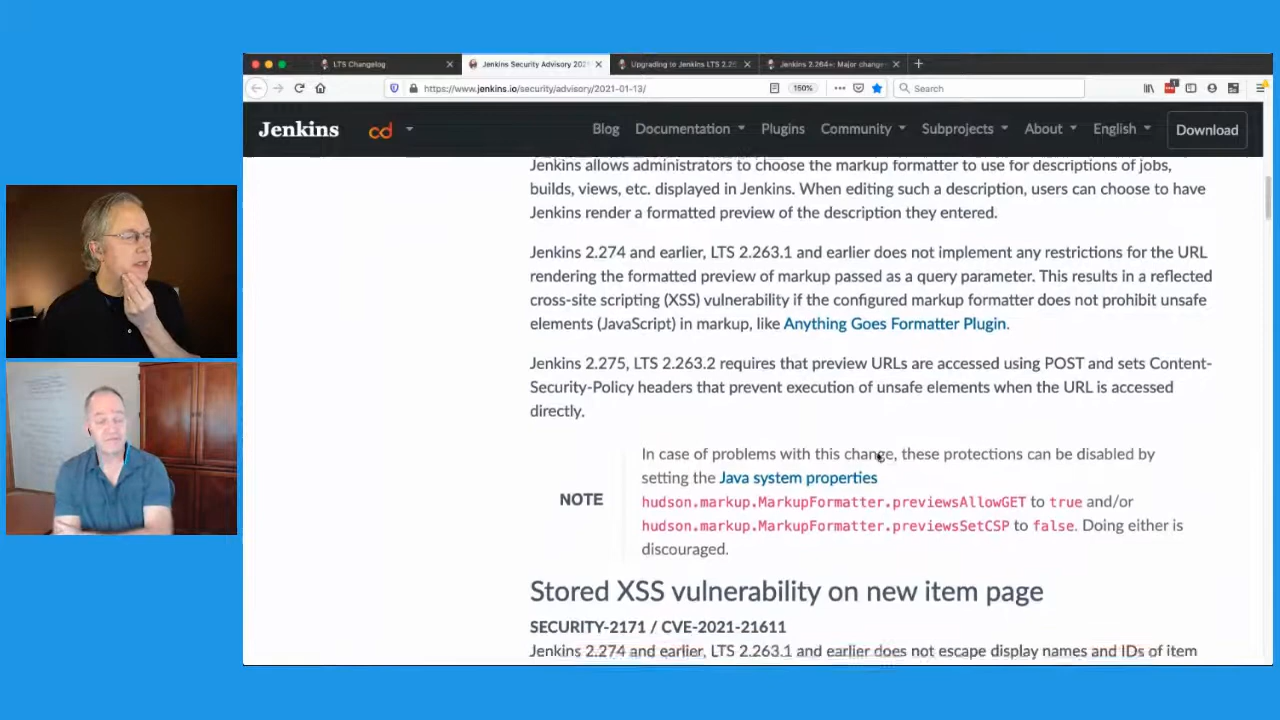 LTS Changelog
Jenkins Security Advisory 202
Upgrading to Jenkins LTS 2.26
Jenkins 2.264+: Major change
https://www.jenkins.io/security/advisory/2021-01-13/
150%
Search
Jenkins
cd
Blog
Documentation
Plugins
Community
Subprojects
About
English
Download
Jenkins allows administrators to choose the markup formatter to use for descriptions of jobs,
builds, views, etc. displayed in Jenkins. When editing such a description, users can choose to have
Jenkins render a formatted preview of the description they entered.
Jenkins 2.274 and earlier, LTS 2.263.1 and earlier does not implement any restrictions for the URL
rendering the formatted preview of markup passed as a query parameter. This results in a reflected
cross-site scripting (XSS) vulnerability if the configured markup formatter does not prohibit unsafe
elements (JavaScript) in markup, like Anything Goes Formatter Plugin.
Jenkins 2.275, LTS 2.263.2 requires that preview URLs are accessed using POST and sets Content-
Security-Policy headers that prevent execution of unsafe elements when the URL is accessed
directly.
NOTE
In case of problems with this change, these protections can be disabled by
setting the Java system properties
hudson.markup.MarkupFormatter.previewsAllowGET to true and/or
hudson.markup.MarkupFormatter.previewsSetCSP to false. Doing either is
discouraged.
Stored XSS vulnerability on new item page
SECURITY-2171 / CVE-2021-21611
Jenkins 2.274 and earlier, LTS 2.263.1 and earlier does not escape display names and IDs of item